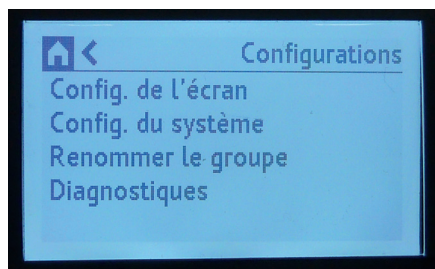 Configurations
Config. de l'écran
Config. du système
Renommer le groupe
Diagnostiques